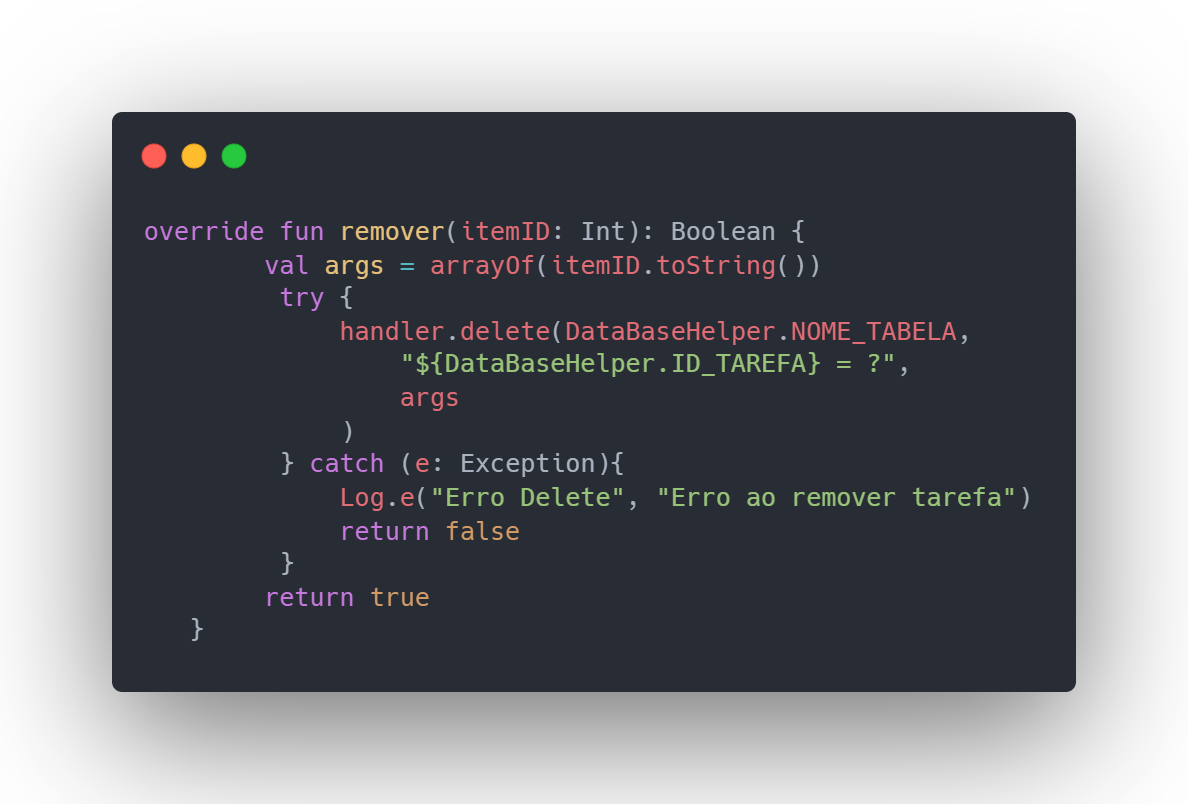 override fun remover(itemID: Int): Boolean {
        val args = arrayOf(itemID.toString())
         try {
             handler.delete(DataBaseHelper.NOME_TABELA,
                 "${DataBaseHelper.ID_TAREFA} = ?",
                 args
             )
         } catch (e: Exception){
             Log.e("Erro Delete", "Erro ao remover tarefa")
             return false
         }
        return true
   }